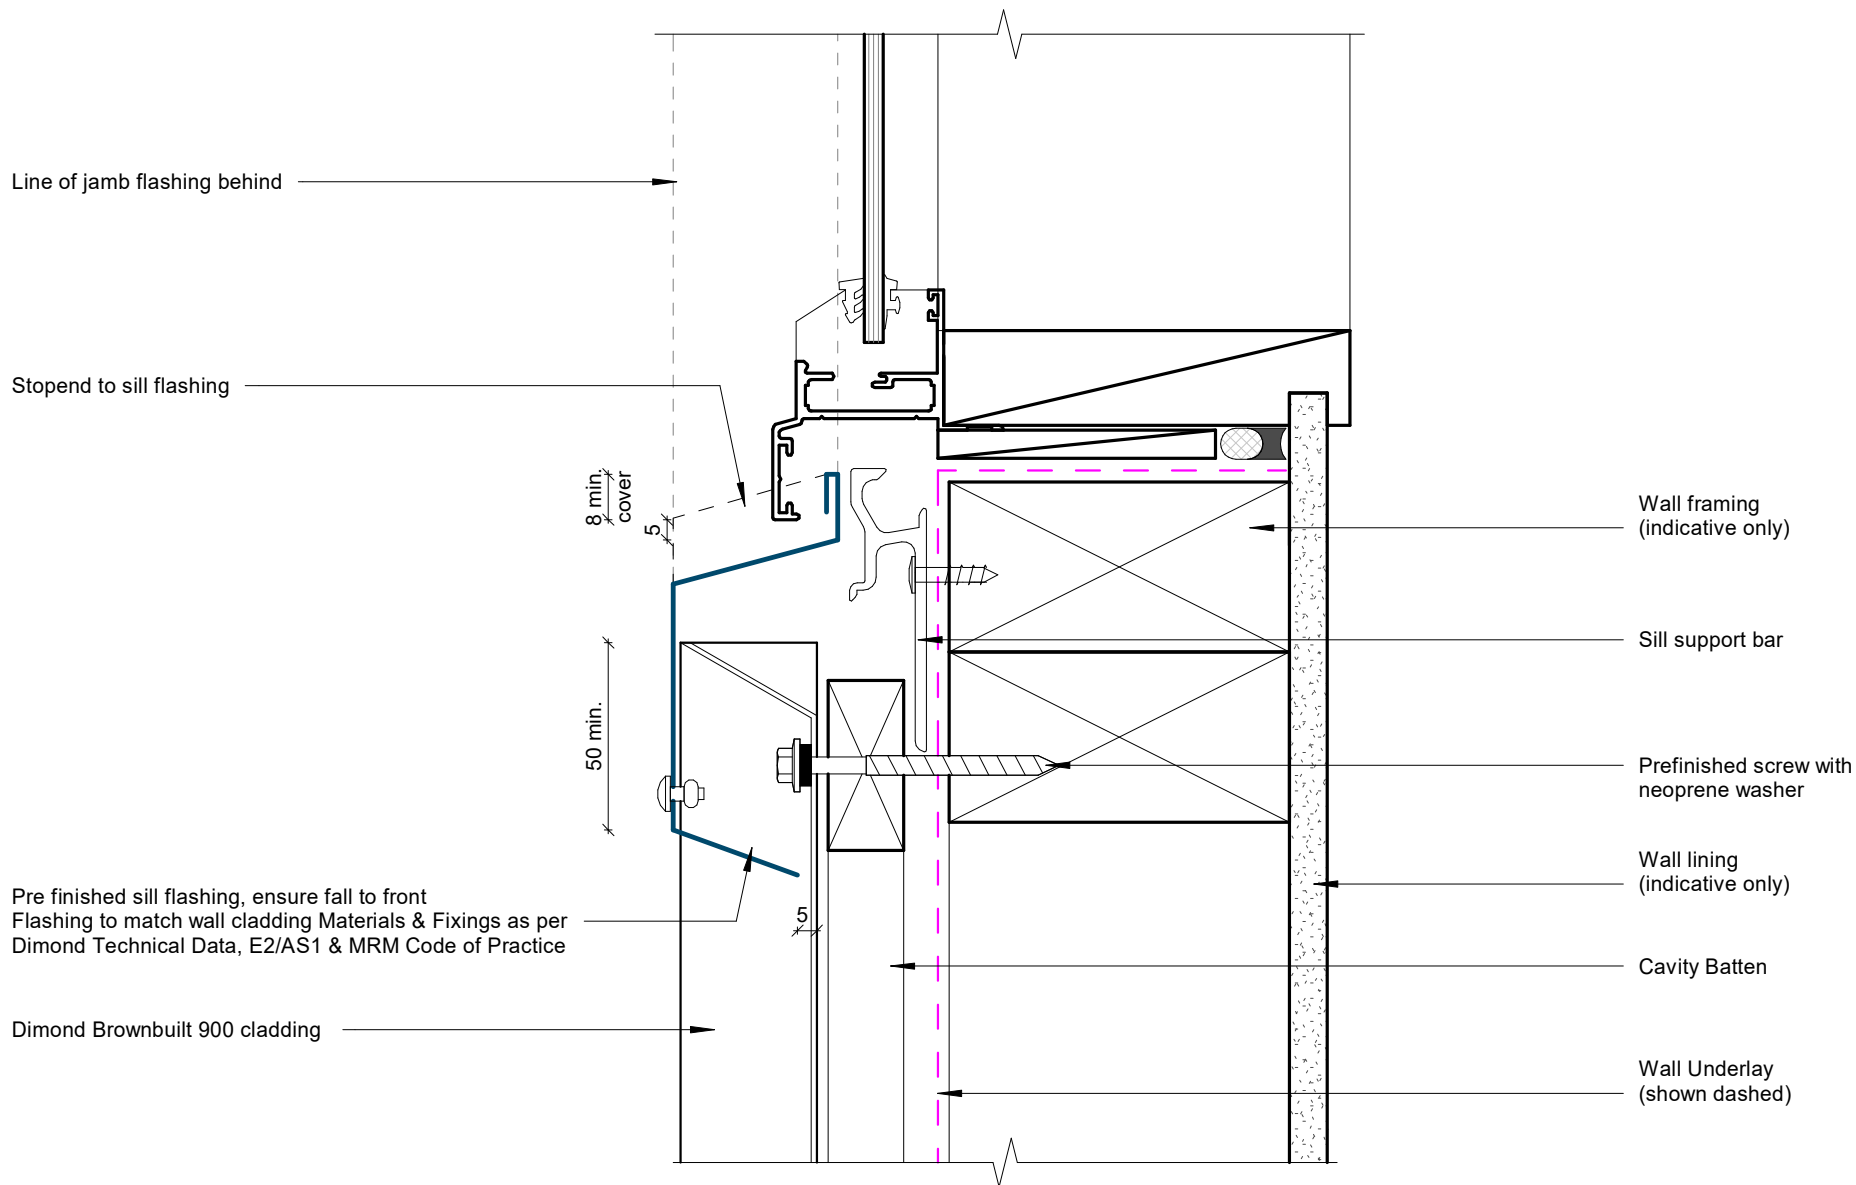 Line of jamb flashing behind
Stopend to sill flashing
8 min.
cover
5
50 min.
Pre finished sill flashing, ensure fall to front
Flashing to match wall cladding Materials & Fixings as per
Dimond Technical Data, E2/AS1 & MRM Code of Practice
5
Dimond Brownbuilt 900 cladding
Wall framing
(indicative only)
Sill support bar
Prefinished screw with
neoprene washer
Wall lining
(indicative only)
Cavity Batten
Wall Underlay
(shown dashed)